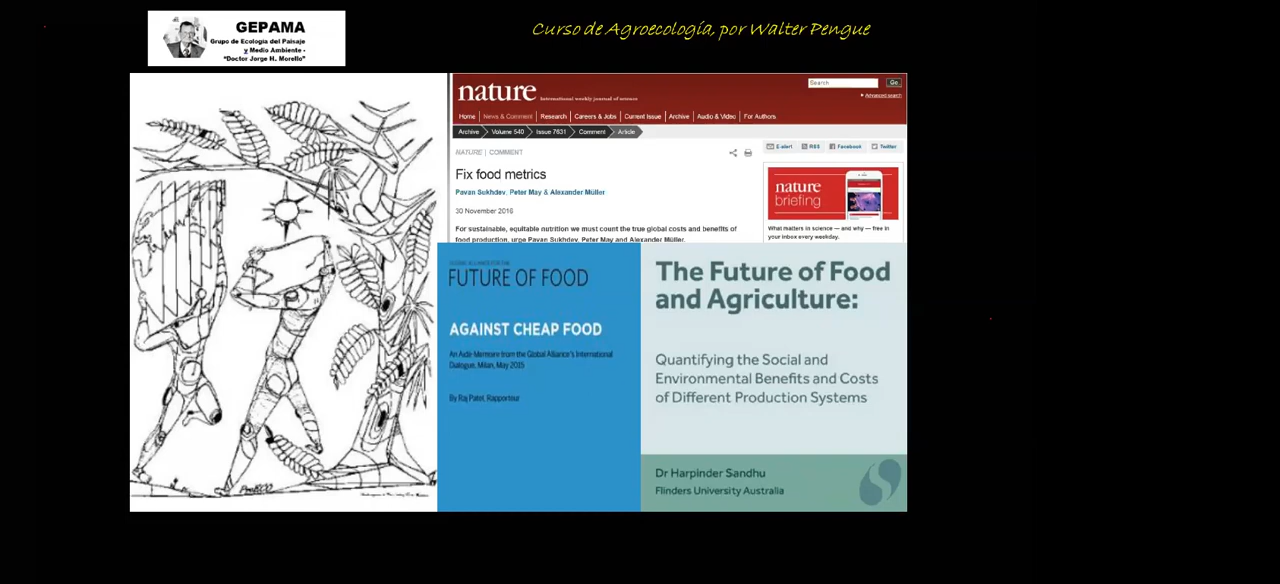 GEPAMA
Grupo de Ecología del Paisaje
y Medio Ambiente -
"Doctor Jorge H. Morello"
Curso de Agroecología, por Walter Pengue
nature International weekly journal of science
Search Go
Advanced search
Home News & Comment Research Careers & Jobs Current Issue Archive Audio & Video For Authors
Archive Volume 540 Issue 7631 Comment Article
NATURE | COMMENT
Fix food metrics
Pavan Sukhdev, Peter May & Alexander Müller
30 November 2016
For sustainable, equitable nutrition we must count the true global costs and benefits of
food production, urge Pavan Sukhdev, Peter May and Alexander Müller.
E-alert RSS Facebook Twitter
nature
briefing
What matters in science — and why — free in
your inbox every weekday.
FUTURE OF FOOD
AGAINST CHEAP FOOD
An Aide-Memoire from the Global Alliance's International
Dialogue, Milan, May 2015
By Raj Patel, Rapporteur
The Future of Food
and Agriculture:
Quantifying the Social and
Environmental Benefits and Costs
of Different Production Systems
Dr Harpinder Sandhu
Flinders University Australia